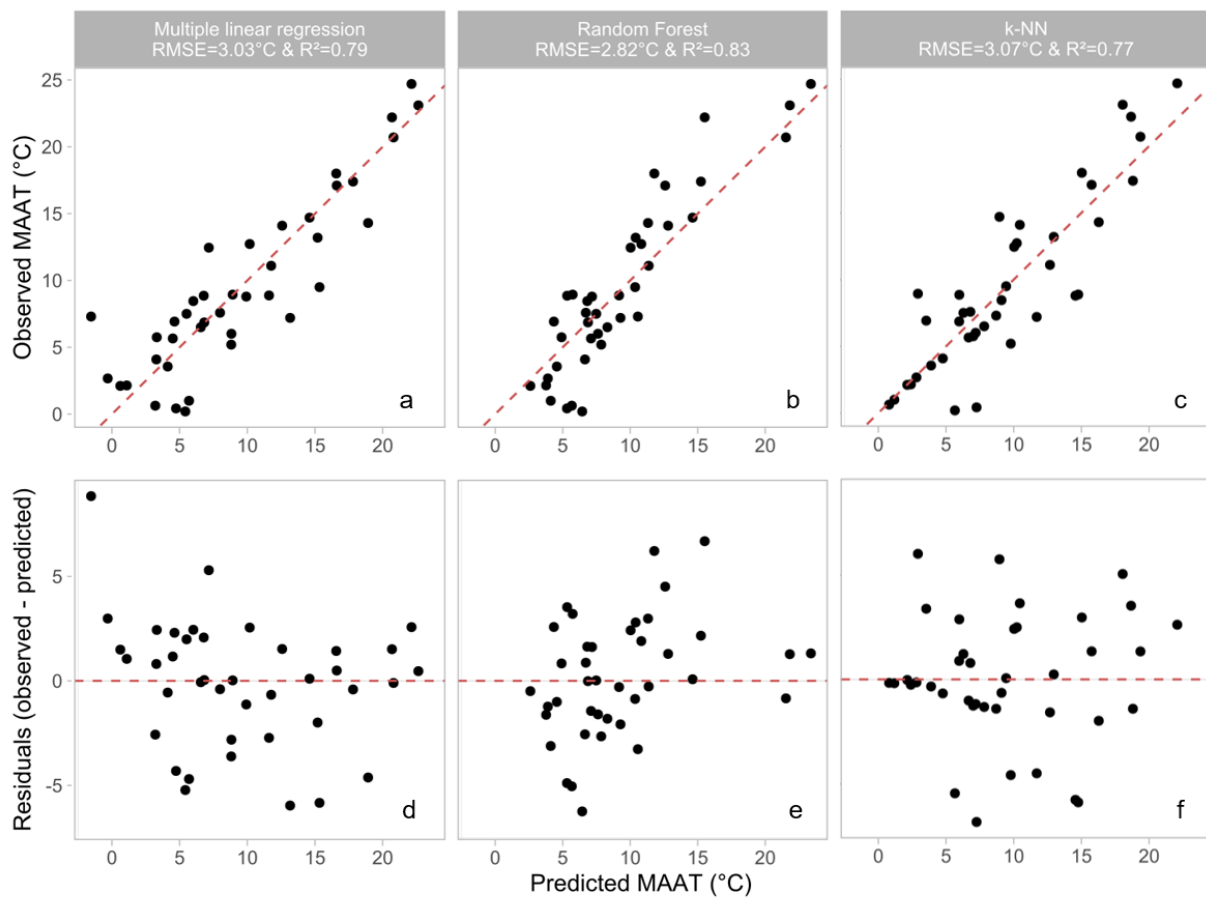 Multiple linear regression
RMSE=3.03°C & R²=0.79
Random Forest
RMSE=2.82°C & R²=0.83
k-NN
RMSE=3.07°C & R²=0.77
Observed MAAT (°C)
25
20
15
10
5
0
a
b
c
0 5 10 15 20
0 5 10 15 20
0 5 10 15 20
Residuals (observed - predicted)
5
0
-5
d
e
f
0 5 10 15 20
0 5 10 15 20
0 5 10 15 20
Predicted MAAT (°C)